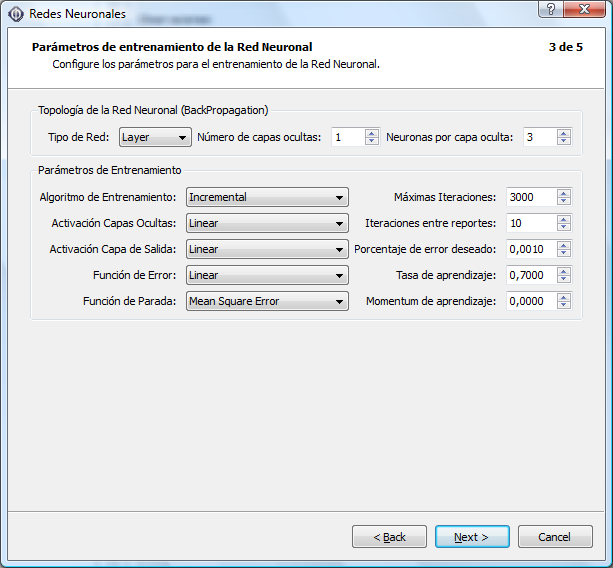 Redes Neuronales
Parámetros de entrenamiento de la Red Neuronal 3 de 5
Configure los parámetros para el entrenamiento de la Red Neuronal.
Topología de la Red Neuronal (BackPropagation)
Tipo de Red: Layer Número de capas ocultas: 1 Neuronas por capa oculta: 3
Parámetros de Entrenamiento
Algoritmo de Entrenamiento: Incremental Máximas Iteraciones: 3000
Activación Capas Ocultas: Linear Iteraciones entre reportes: 10
Activación Capa de Salida: Linear Porcentaje de error deseado: 0,0010
Función de Error: Linear Tasa de aprendizaje: 0,7000
Función de Parada: Mean Square Error Momentum de aprendizaje: 0,0000
< Back Next > Cancel